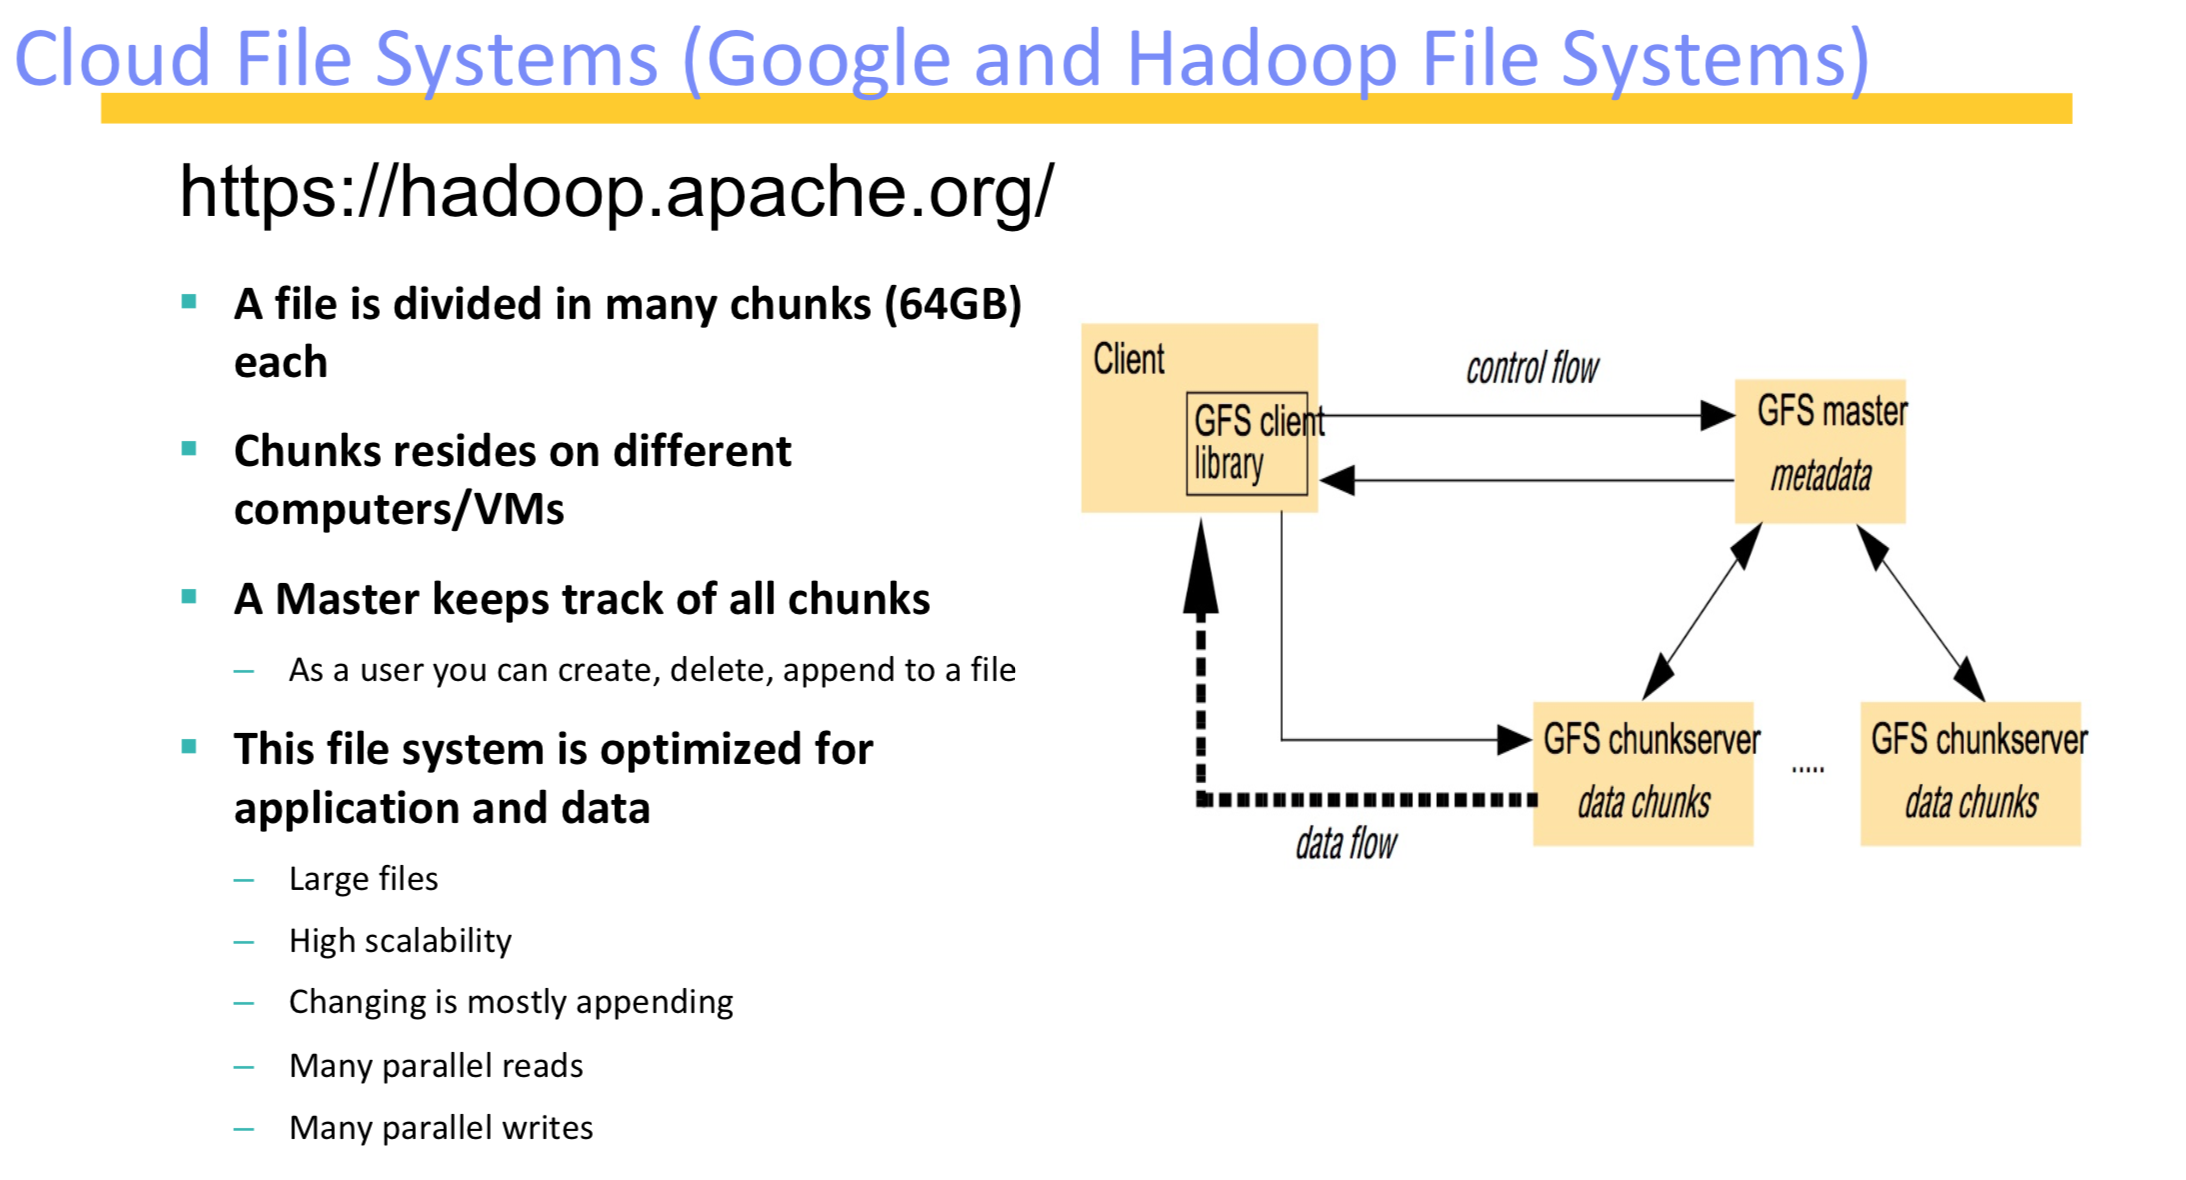 Cloud File Systems (Google and Hadoop File Systems)
https://hadoop.apache.org/
A file is divided in many chunks (64GB)
each
Chunks resides on different
computers/VMs
A Master keeps track of all chunks
– As a user you can create, delete, append to a file
This file system is optimized for
application and data
– Large files
– High scalability
– Changing is mostly appending
– Many parallel reads
– Many parallel writes
Client
GFS client
library
control flow
GFS master
metadata
GFS chunkserver
data chunks
.....
GFS chunkserver
data chunks
data flow